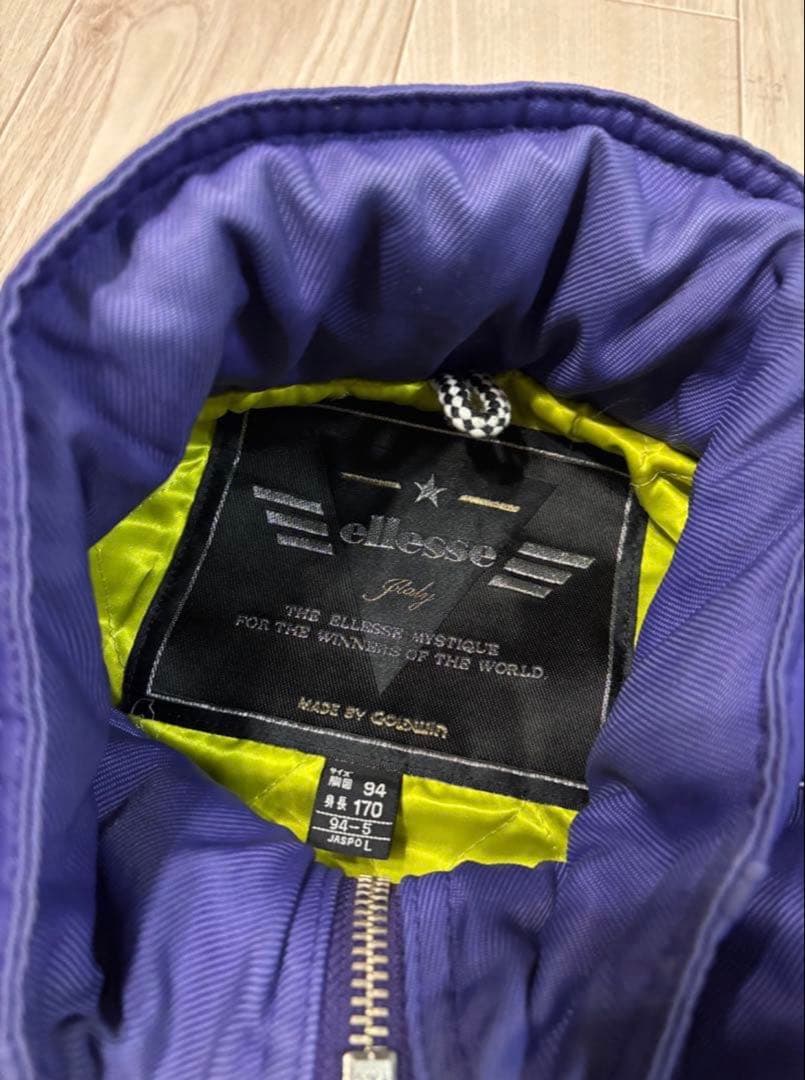 ellesse
Italy
THE ELLESSE MYSTIQUE
FOR THE WINNERS OF THE WORLD.
MADE BY GOLDWIN
サイズ
胸囲 94
身長 170
94-5
JASPO L